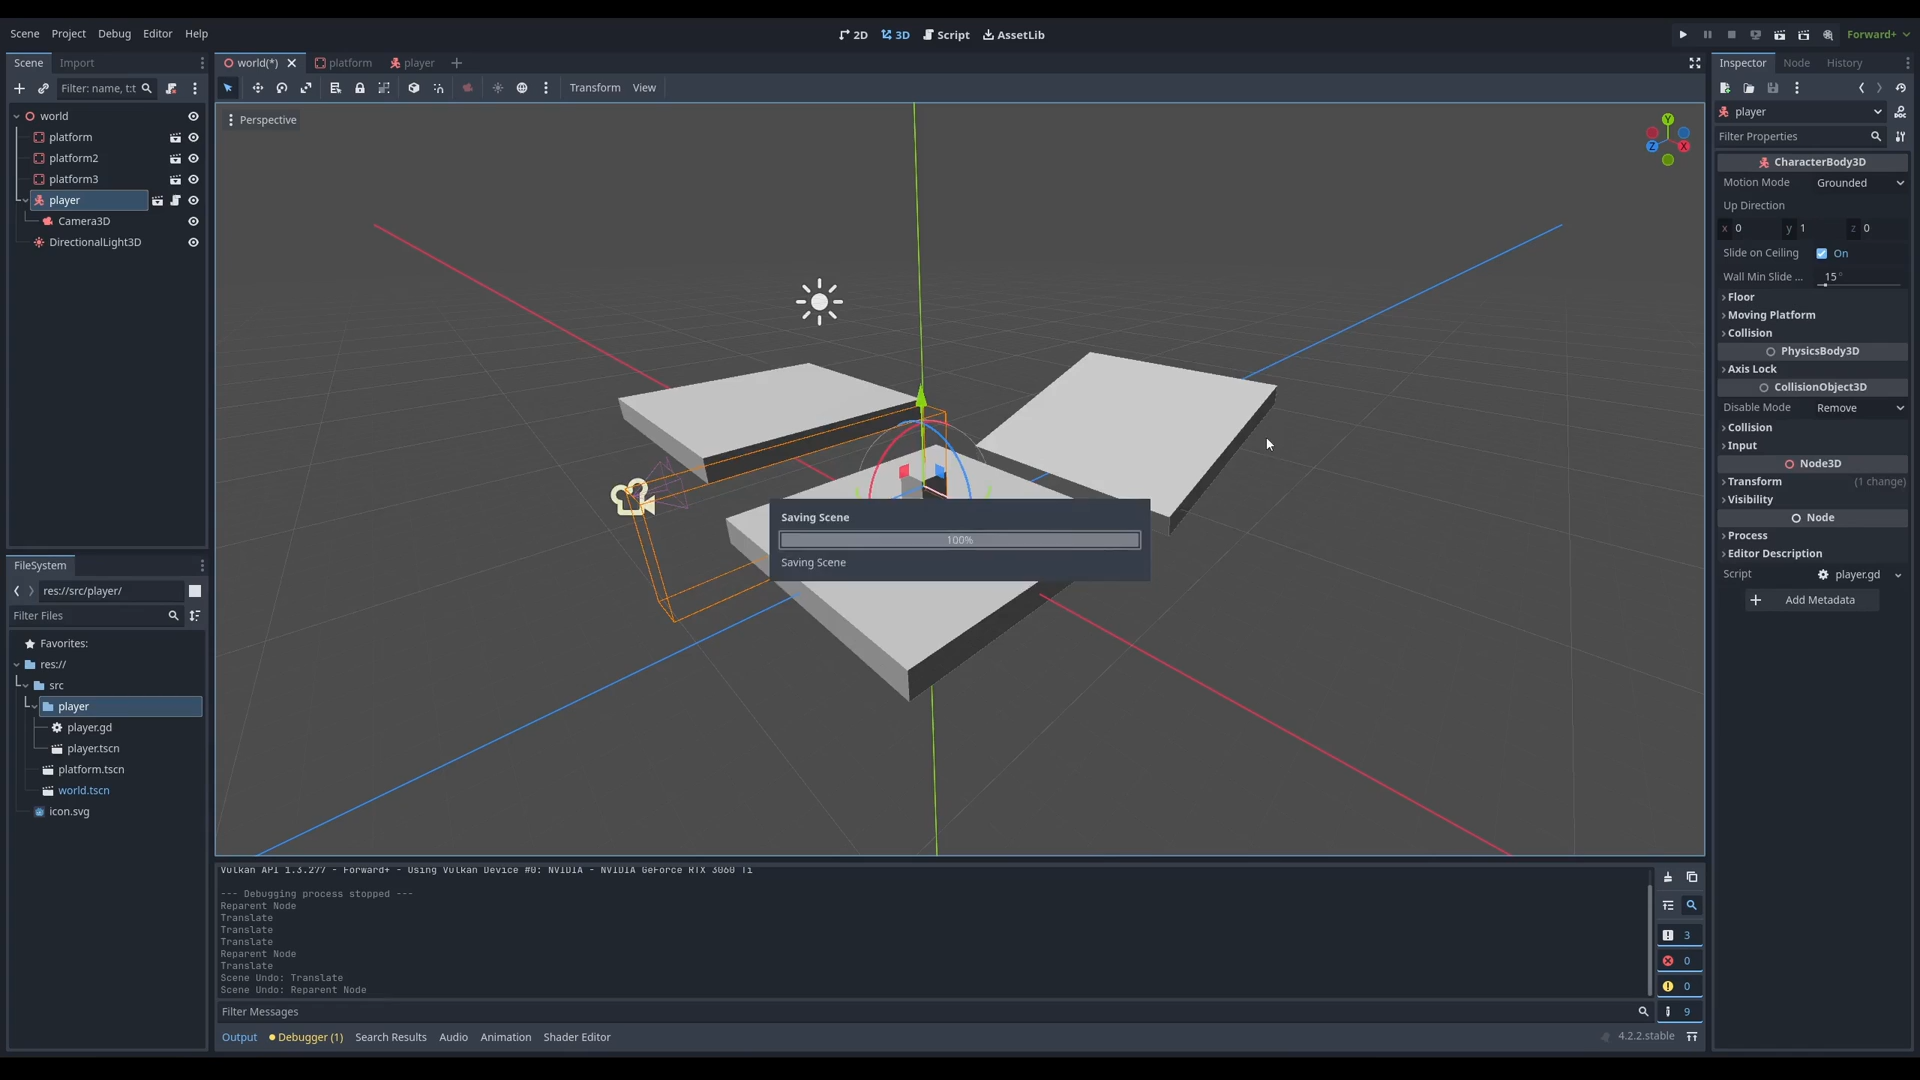 Scene Project Debug Editor Help
2D 3D Script AssetLib
Forward+
Scene Import
world(*) platform player
Inspector Node History
Filter: name, t:t
Transform View
world
platform
platform2
platform3
player
Camera3D
DirectionalLight3D
Perspective
Y
Z X
Saving Scene
100%
Saving Scene
player
Filter Properties
CharacterBody3D
Motion Mode Grounded
Up Direction
x 0 y 1 z 0
Slide on Ceiling On
Wall Min Slide ... 15 °
Floor
Moving Platform
Collision
PhysicsBody3D
Axis Lock
CollisionObject3D
Disable Mode Remove
Collision
Input
Node3D
Transform (1 change)
Visibility
Node
Process
Editor Description
Script player.gd
Add Metadata
FileSystem
res://src/player/
Filter Files
Favorites:
res://
src
player
player.gd
player.tscn
platform.tscn
world.tscn
icon.svg
Vulkan API 1.3.277 - Forward+ - Using Vulkan Device #0: NVIDIA - NVIDIA GeForce RTX 3060 Ti
--- Debugging process stopped ---
Reparent Node
Translate
Translate
Translate
Reparent Node
Translate
Scene Undo: Translate
Scene Undo: Reparent Node
3
0
0
9
Filter Messages
Output Debugger (1) Search Results Audio Animation Shader Editor
4.2.2.stable